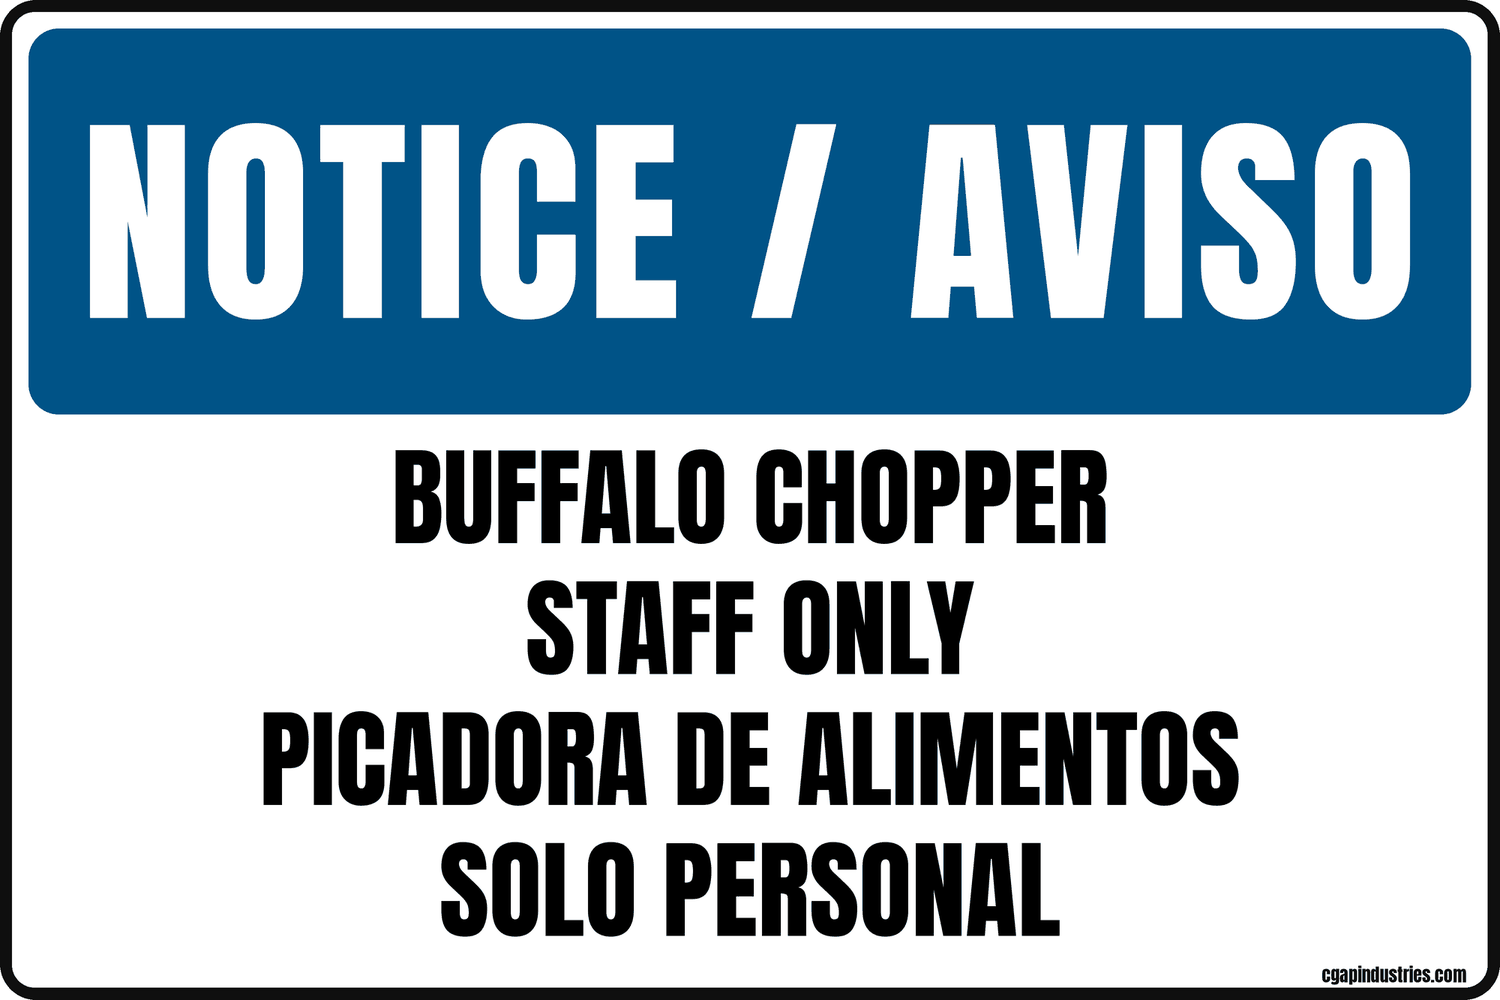 NOTICE / AVISO
BUFFALO CHOPPER
STAFF ONLY
PICADORA DE ALIMENTOS
SOLO PERSONAL
cgapindustries.com